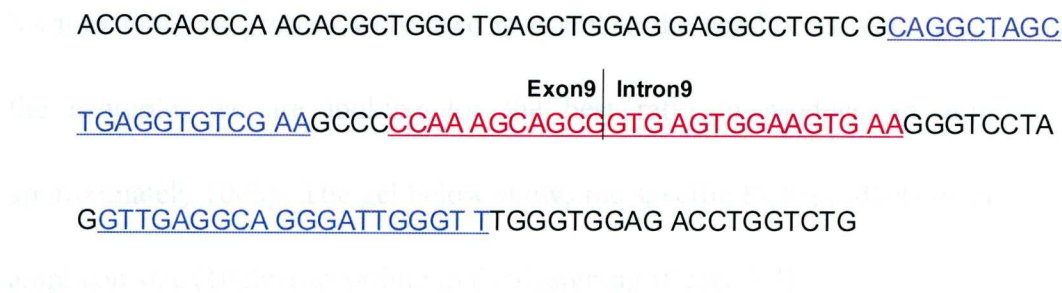 ACCCCACCCA ACACGCTGGC TCAGCTGGAG GAGGCCTGTC GCAGGCTAGC
Exon9 Intron9
TGAGGTGTCG AAGCCCCCAA AGCAGCGGTG AGTGGAAGTG AAGGGTCCTA
GGTTGAGGCA GGGATTGGGT TTGGGTGGAG ACCTGGTCTG